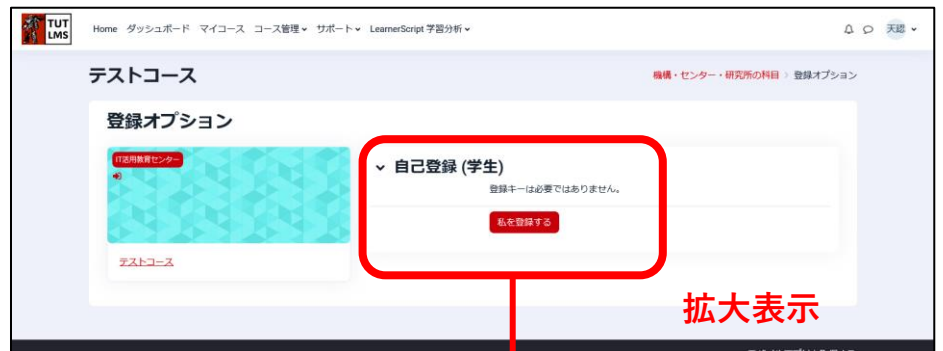 TUT
LMS
Home ダッシュボード マイコース コース管理 サポート LearnerScript 学習分析
天認
テストコース
機構・センター・研究所の科目 登録オプション
登録オプション
IT活用教育センター
自己登録 (学生)
登録キーは必要ではありません。
私を登録する
テストコース
拡大表示